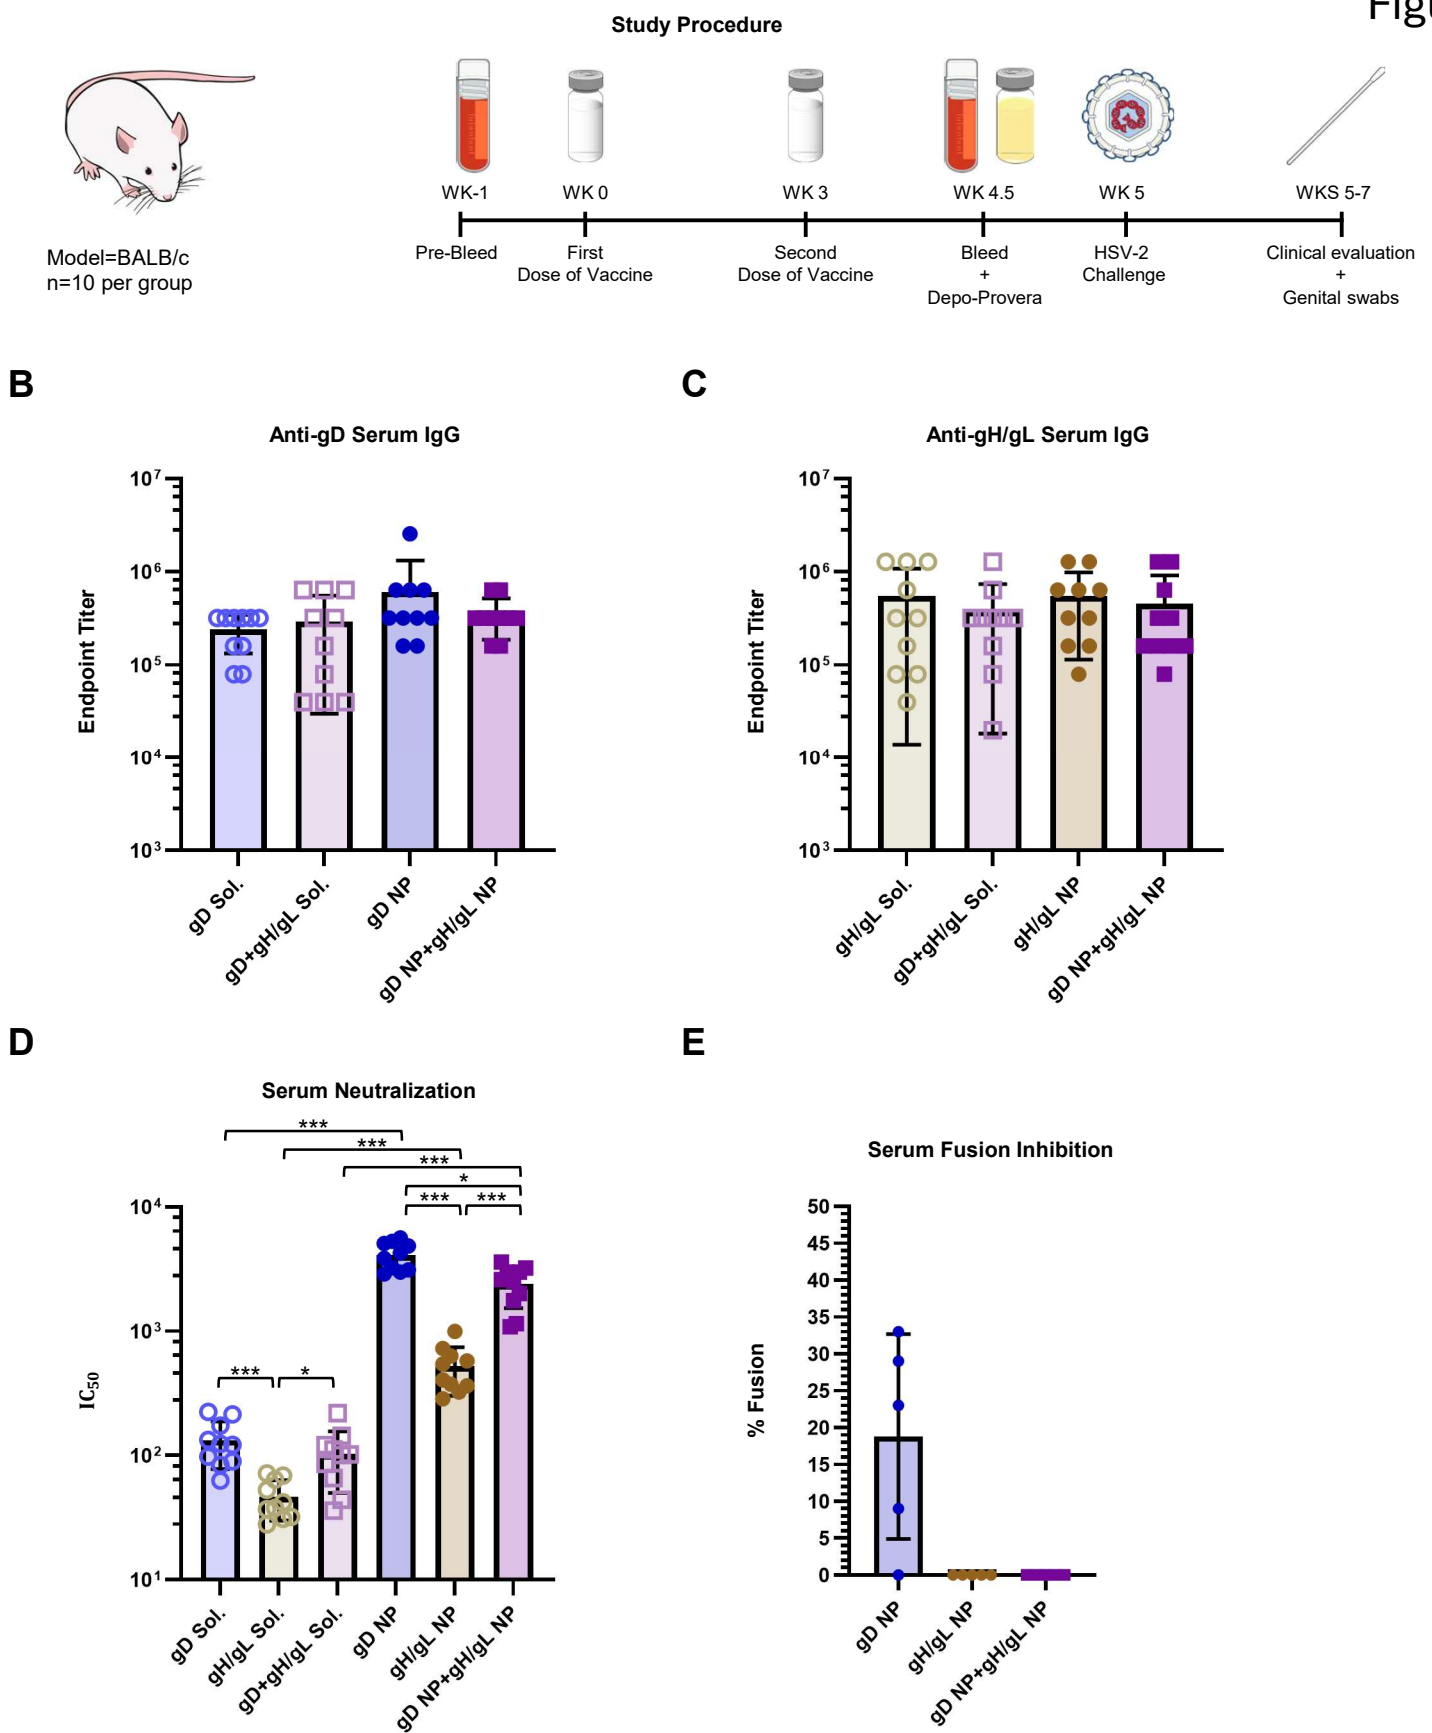 Figu
Study Procedure
WK-1
WK 0
WK 3
WK 4.5
WK 5
WKS 5-7
Model=BALB/c
n=10 per group
Pre-Bleed
First
Dose of Vaccine
Second
Dose of Vaccine
Bleed
+
Depo-Provera
HSV-2
Challenge
Clinical evaluation
+
Genital swabs
B
Anti-gD Serum IgG
Endpoint Titer
10⁷
10⁶
10⁵
10⁴
10³
gD Sol.
gD+gH/gL Sol.
gD NP
gD NP+gH/gL NP
C
Anti-gH/gL Serum IgG
Endpoint Titer
10⁷
10⁶
10⁵
10⁴
10³
gH/gL Sol.
gD+gH/gL Sol.
gH/gL NP
gD NP+gH/gL NP
D
Serum Neutralization
***
***
***
*
*** ***
*** *
IC₅₀
10⁴
10³
10²
10¹
gD Sol.
gH/gL Sol.
gD+gH/gL Sol.
gD NP
gH/gL NP
gD NP+gH/gL NP
E
Serum Fusion Inhibition
% Fusion
50
45
40
35
30
25
20
15
10
5
0
gD NP
gH/gL NP
gD NP+gH/gL NP